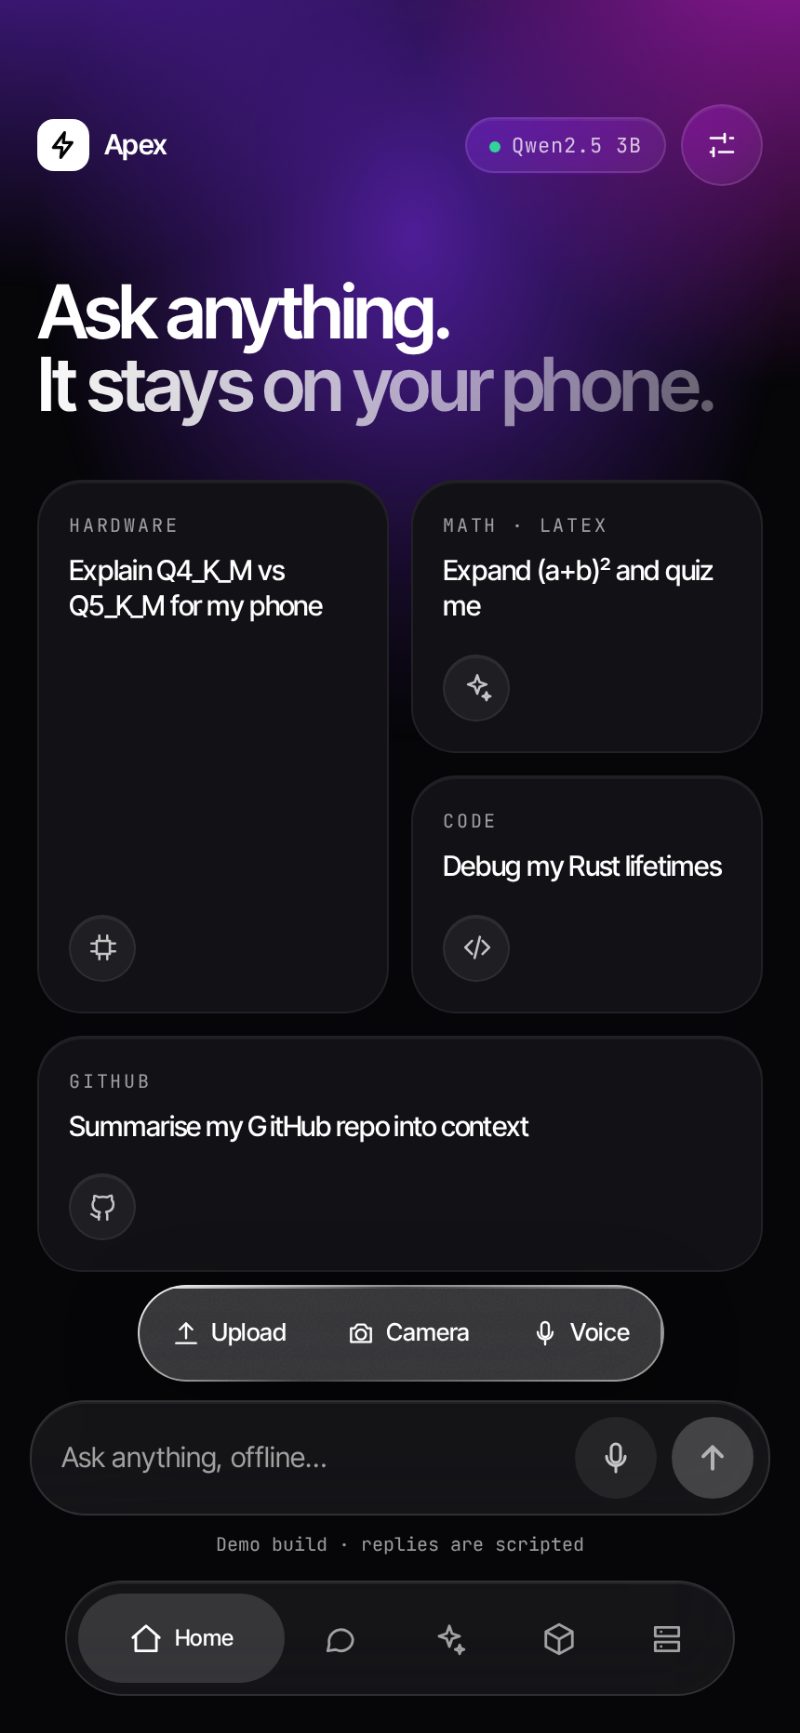 Apex
Qwen2.5 3B
Ask anything.
It stays on your phone.
HARDWARE
Explain Q4_K_M vs
Q5_K_M for my phone
MATH · LATEX
Expand (a+b)² and quiz
me
CODE
Debug my Rust lifetimes
GITHUB
Summarise my GitHub repo into context
Upload
Camera
Voice
Ask anything, offline...
Demo build · replies are scripted
Home